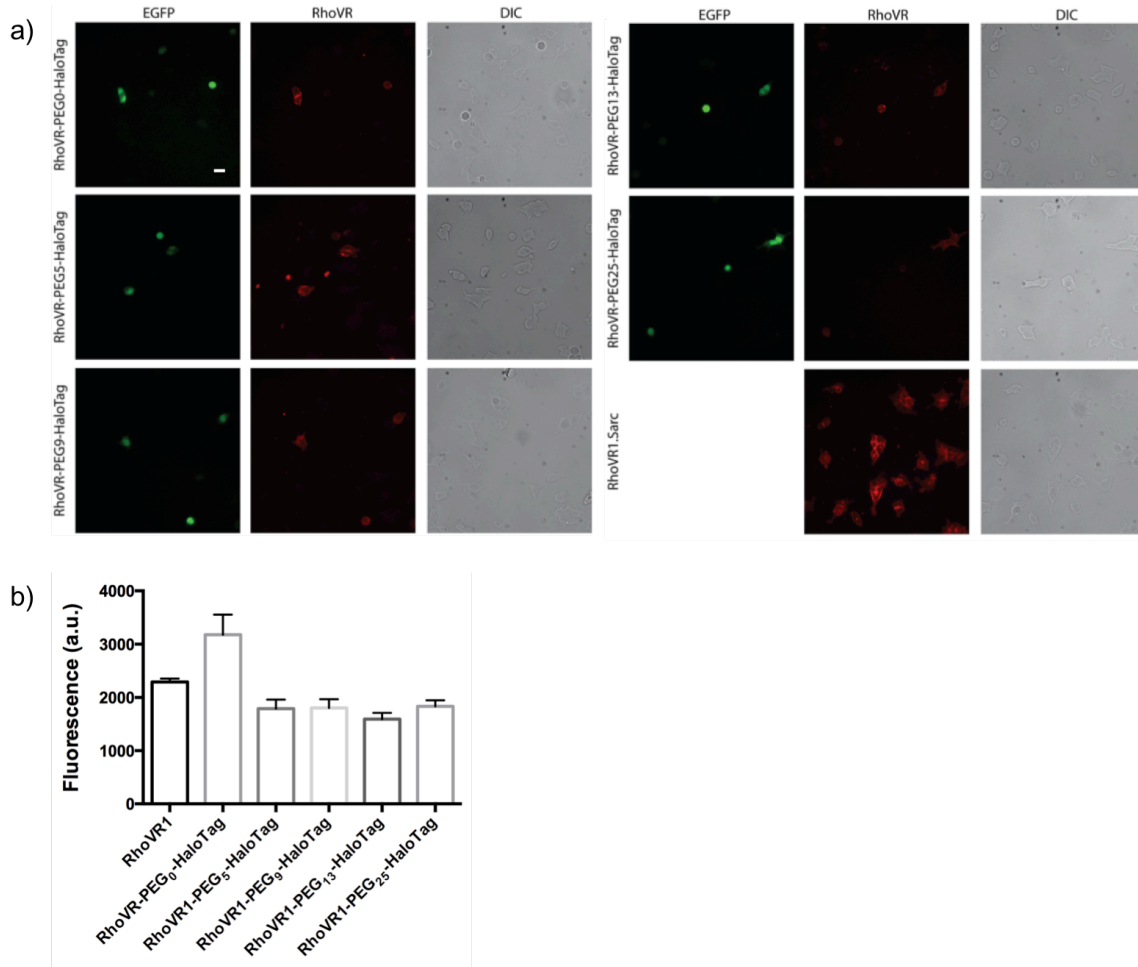 a)
EGFP RhoVR DIC
RhoVR-PEG0-HaloTag
RhoVR-PEG5-HaloTag
RhoVR-PEG9-HaloTag
EGFP RhoVR DIC
RhoVR-PEG13-HaloTag
RhoVR-PEG25-HaloTag
RhoVR1.Sarc
b)
Fluorescence (a.u.)
4000
3000
2000
1000
0
RhoVR1
RhoVR-PEG₀-HaloTag
RhoVR1-PEG₅-HaloTag
RhoVR1-PEG₉-HaloTag
RhoVR1-PEG₁₃-HaloTag
RhoVR1-PEG₂₅-HaloTag